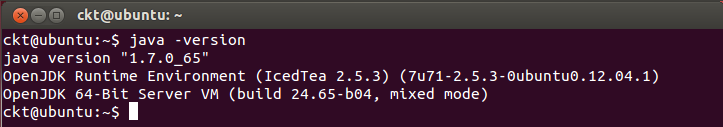 ckt@ubuntu: ~
ckt@ubuntu:~$ java -version
java version "1.7.0_65"
OpenJDK Runtime Environment (IcedTea 2.5.3) (7u71-2.5.3-0ubuntu0.12.04.1)
OpenJDK 64-Bit Server VM (build 24.65-b04, mixed mode)
ckt@ubuntu:~$